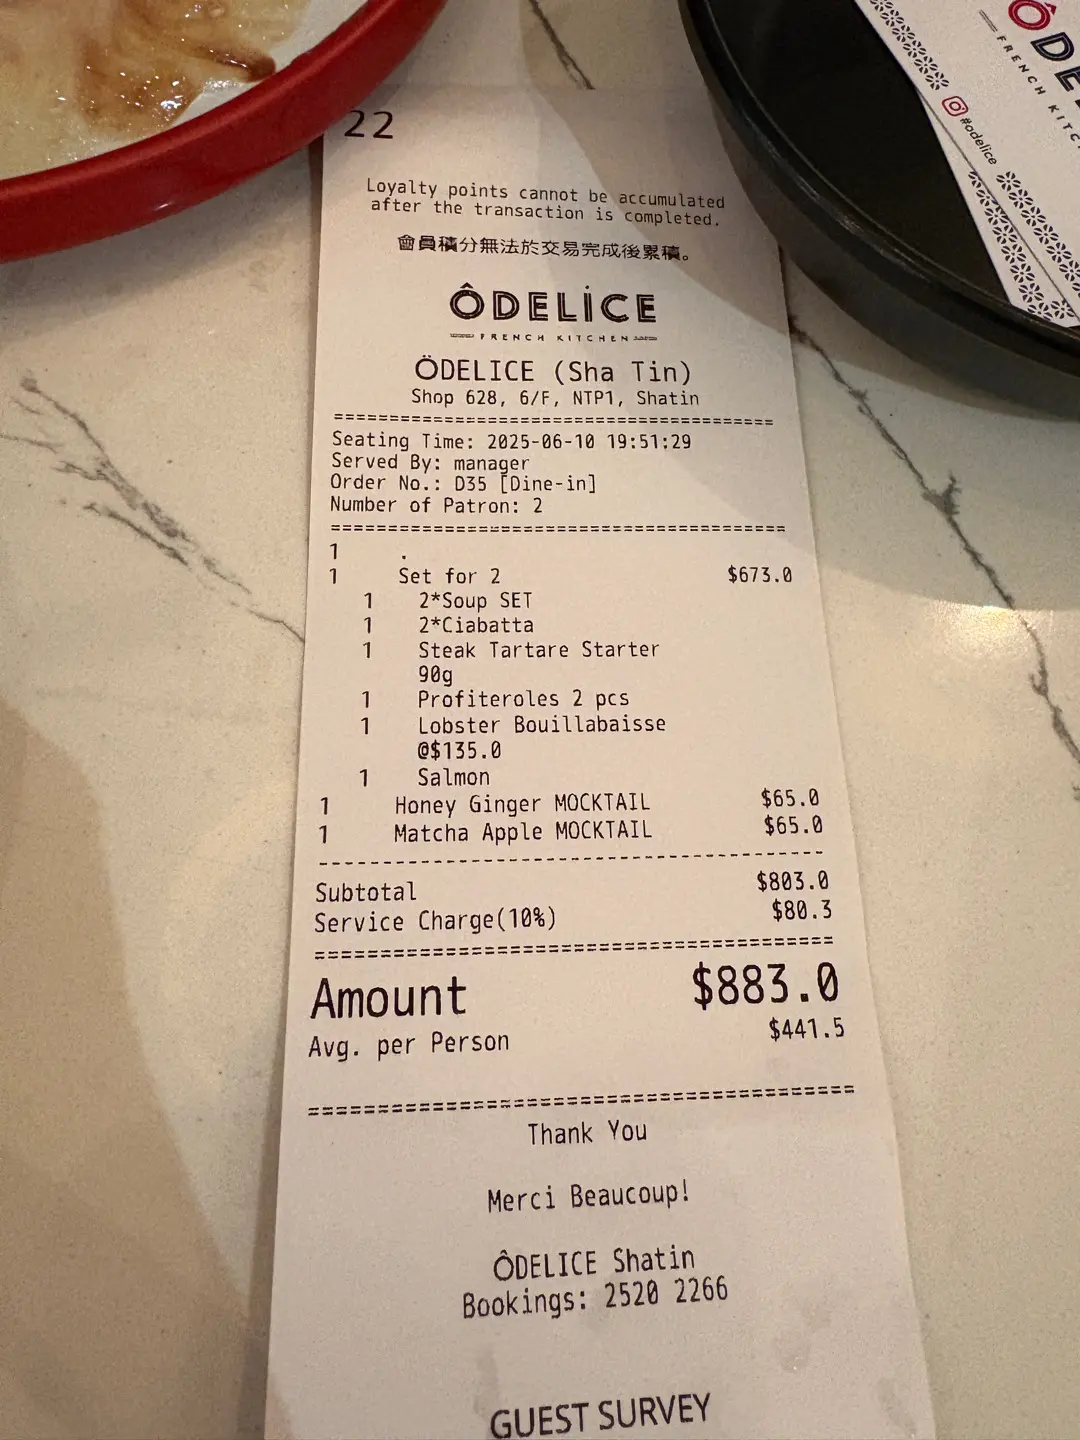 22
Loyalty points cannot be accumulated
after the transaction is completed.
會員積分無法於交易完成後累積。
ÔDELİCE
FRENCH KITCHEN
ÖDELICE (Sha Tin)
Shop 628, 6/F, NTP1, Shatin
Seating Time: 2025-06-10 19:51:29
Served By: manager
Order No.: D35 [Dine-in]
Number of Patron: 2
1 .
1 Set for 2 $673.0
1 2*Soup SET
1 2*Ciabatta
1 Steak Tartare Starter
90g
1 Profiteroles 2 pcs
1 Lobster Bouillabaisse
@$135.0
1 Salmon
1 Honey Ginger MOCKTAIL $65.0
1 Matcha Apple MOCKTAIL $65.0
Subtotal $803.0
Service Charge(10%) $80.3
Amount $883.0
Avg. per Person $441.5
Thank You
Merci Beaucoup!
ÔDELICE Shatin
Bookings: 2520 2266
GUEST SURVEY
ÔDE
FRENCH KITC
#odelice